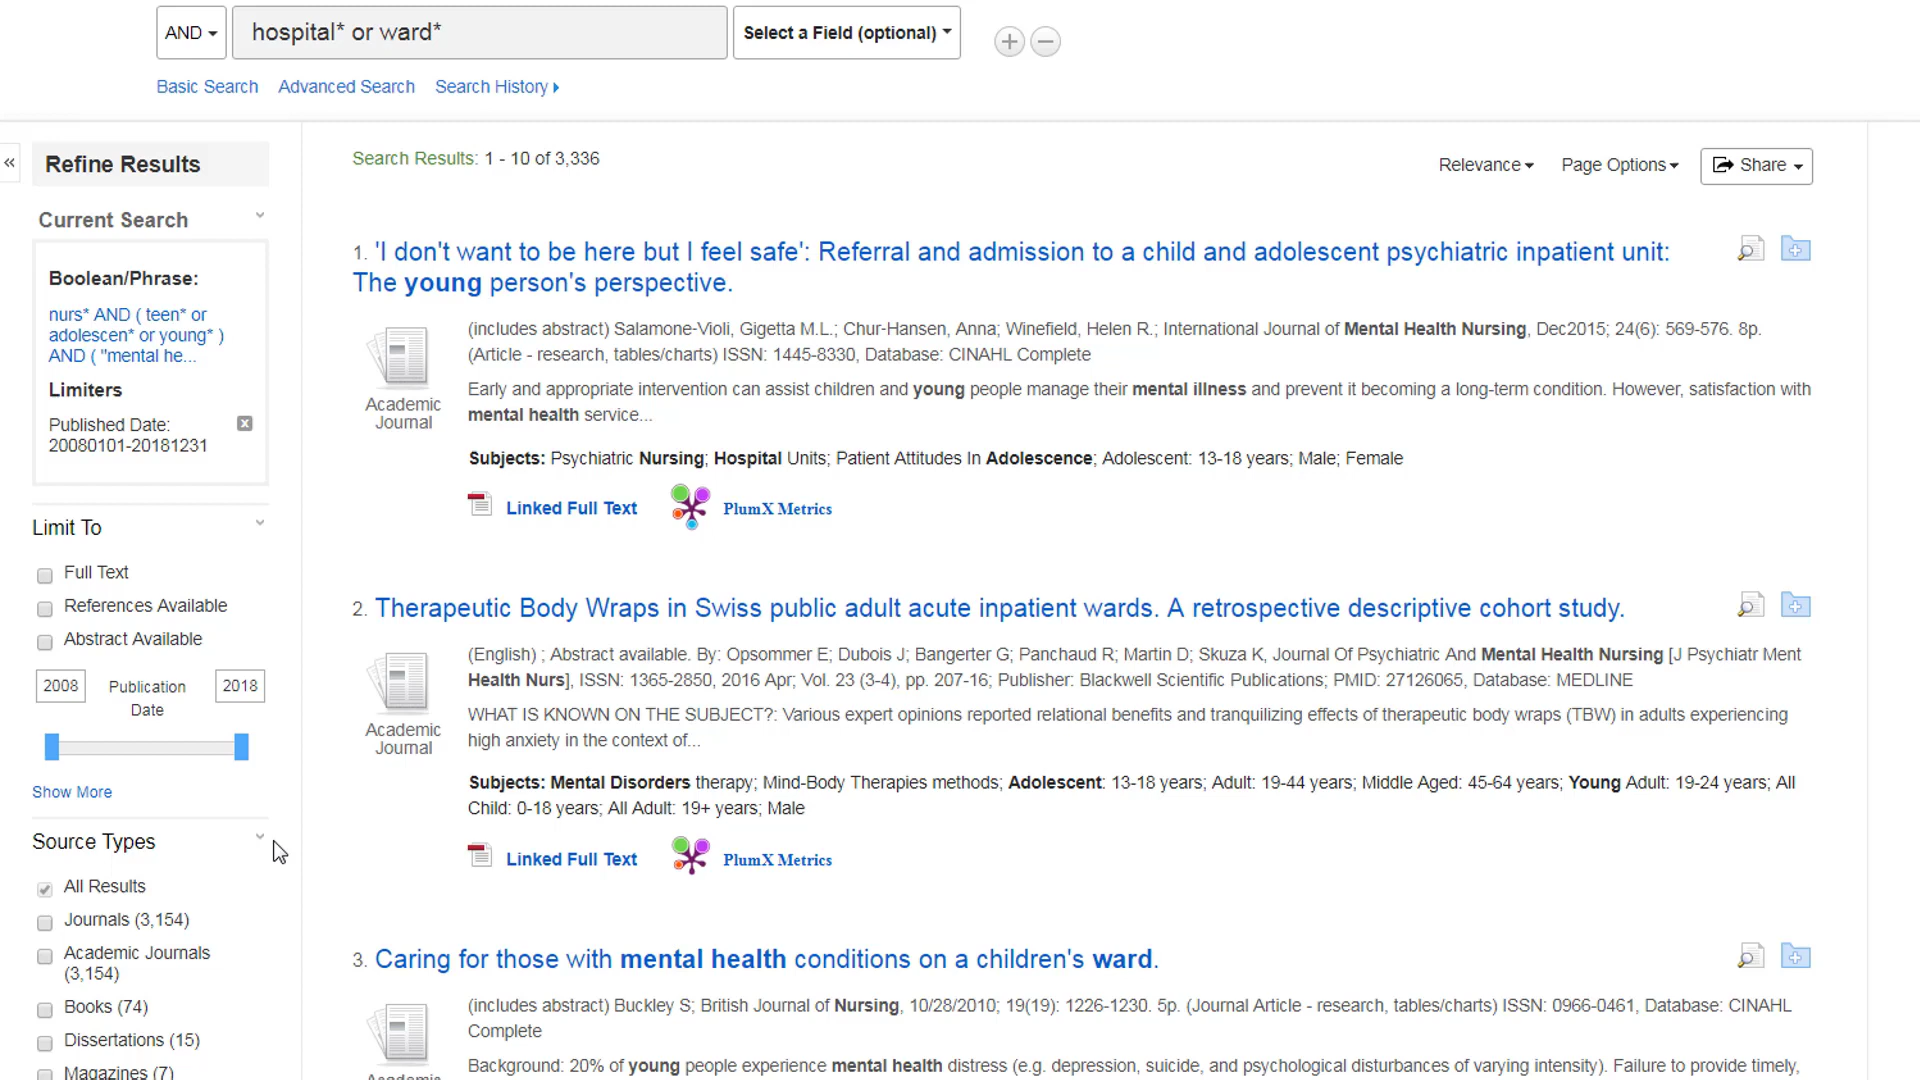 AND
hospital* or ward*
Select a Field (optional)
Basic Search
Advanced Search
Search History
«
Refine Results
Current Search
Boolean/Phrase:
nurs* AND ( teen* or
adolescen* or young* )
AND ( "mental he...
Limiters
Published Date:
20080101-20181231
Limit To
Full Text
References Available
Abstract Available
2008
Publication
Date
2018
Show More
Source Types
All Results
Journals (3,154)
Academic Journals
(3,154)
Books (74)
Dissertations (15)
Magazines (7)
Search Results: 1 - 10 of 3,336
Relevance
Page Options
Share
1. 'I don't want to be here but I feel safe': Referral and admission to a child and adolescent psychiatric inpatient unit:
The young person's perspective.
Academic
Journal
(includes abstract) Salamone-Violi, Gigetta M.L.; Chur-Hansen, Anna; Winefield, Helen R.; International Journal of Mental Health Nursing, Dec2015; 24(6): 569-576. 8p.
(Article - research, tables/charts) ISSN: 1445-8330, Database: CINAHL Complete
Early and appropriate intervention can assist children and young people manage their mental illness and prevent it becoming a long-term condition. However, satisfaction with
mental health service...
Subjects: Psychiatric Nursing; Hospital Units; Patient Attitudes In Adolescence; Adolescent: 13-18 years; Male; Female
Linked Full Text
PlumX Metrics
2. Therapeutic Body Wraps in Swiss public adult acute inpatient wards. A retrospective descriptive cohort study.
Academic
Journal
(English) ; Abstract available. By: Opsommer E; Dubois J; Bangerter G; Panchaud R; Martin D; Skuza K, Journal Of Psychiatric And Mental Health Nursing [J Psychiatr Ment
Health Nurs], ISSN: 1365-2850, 2016 Apr; Vol. 23 (3-4), pp. 207-16; Publisher: Blackwell Scientific Publications; PMID: 27126065, Database: MEDLINE
WHAT IS KNOWN ON THE SUBJECT?: Various expert opinions reported relational benefits and tranquilizing effects of therapeutic body wraps (TBW) in adults experiencing
high anxiety in the context of...
Subjects: Mental Disorders therapy; Mind-Body Therapies methods; Adolescent: 13-18 years; Adult: 19-44 years; Middle Aged: 45-64 years; Young Adult: 19-24 years; All
Child: 0-18 years; All Adult: 19+ years; Male
Linked Full Text
PlumX Metrics
3. Caring for those with mental health conditions on a children's ward.
Academic
(includes abstract) Buckley S; British Journal of Nursing, 10/28/2010; 19(19): 1226-1230. 5p. (Journal Article - research, tables/charts) ISSN: 0966-0461, Database: CINAHL
Complete
Background: 20% of young people experience mental health distress (e.g. depression, suicide, and psychological disturbances of varying intensity). Failure to provide timely,